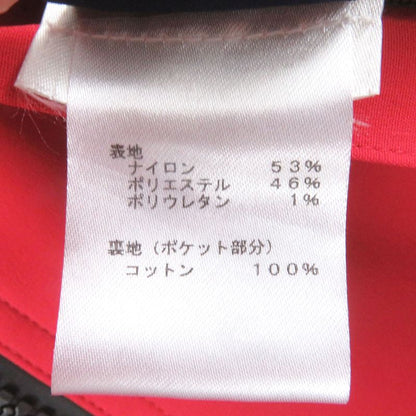 表地
ナイロン ５３％
ポリエステル ４６％
ポリウレタン １％
裏地（ポケット部分）
コットン １００％